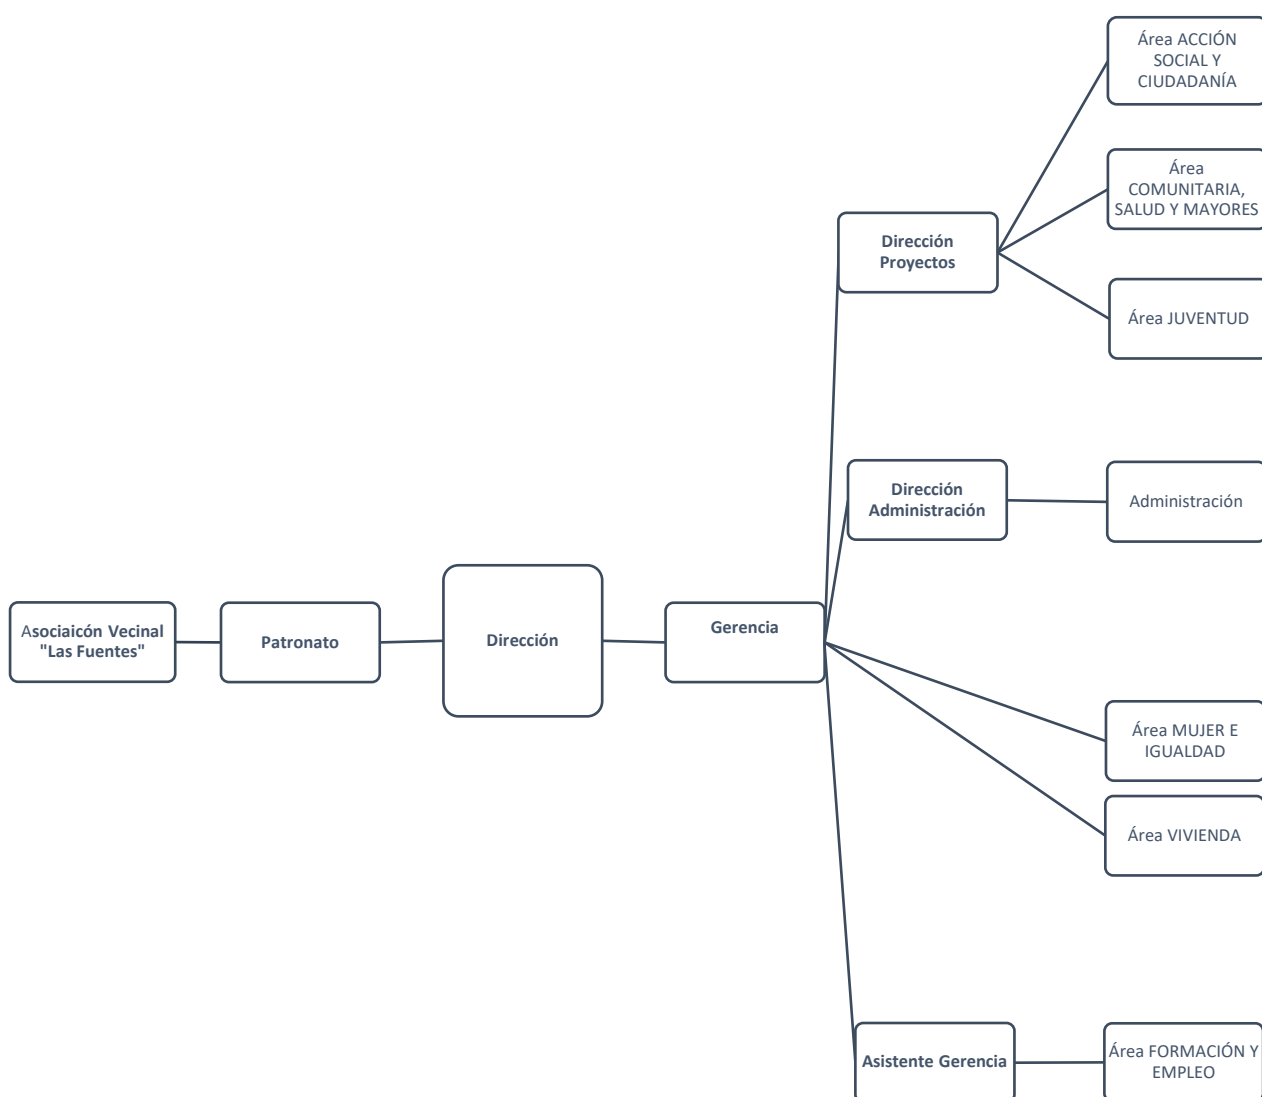 Área ACCIÓN
SOCIAL Y
CIUDADANÍA
Área
COMUNITARIA,
SALUD Y MAYORES
Dirección
Proyectos
Área JUVENTUD
Dirección
Administración
Administración
Asociaicón Vecinal
"Las Fuentes"
Patronato
Dirección
Gerencia
Área MUJER E
IGUALDAD
Área VIVIENDA
Asistente Gerencia
Área FORMACIÓN Y
EMPLEO